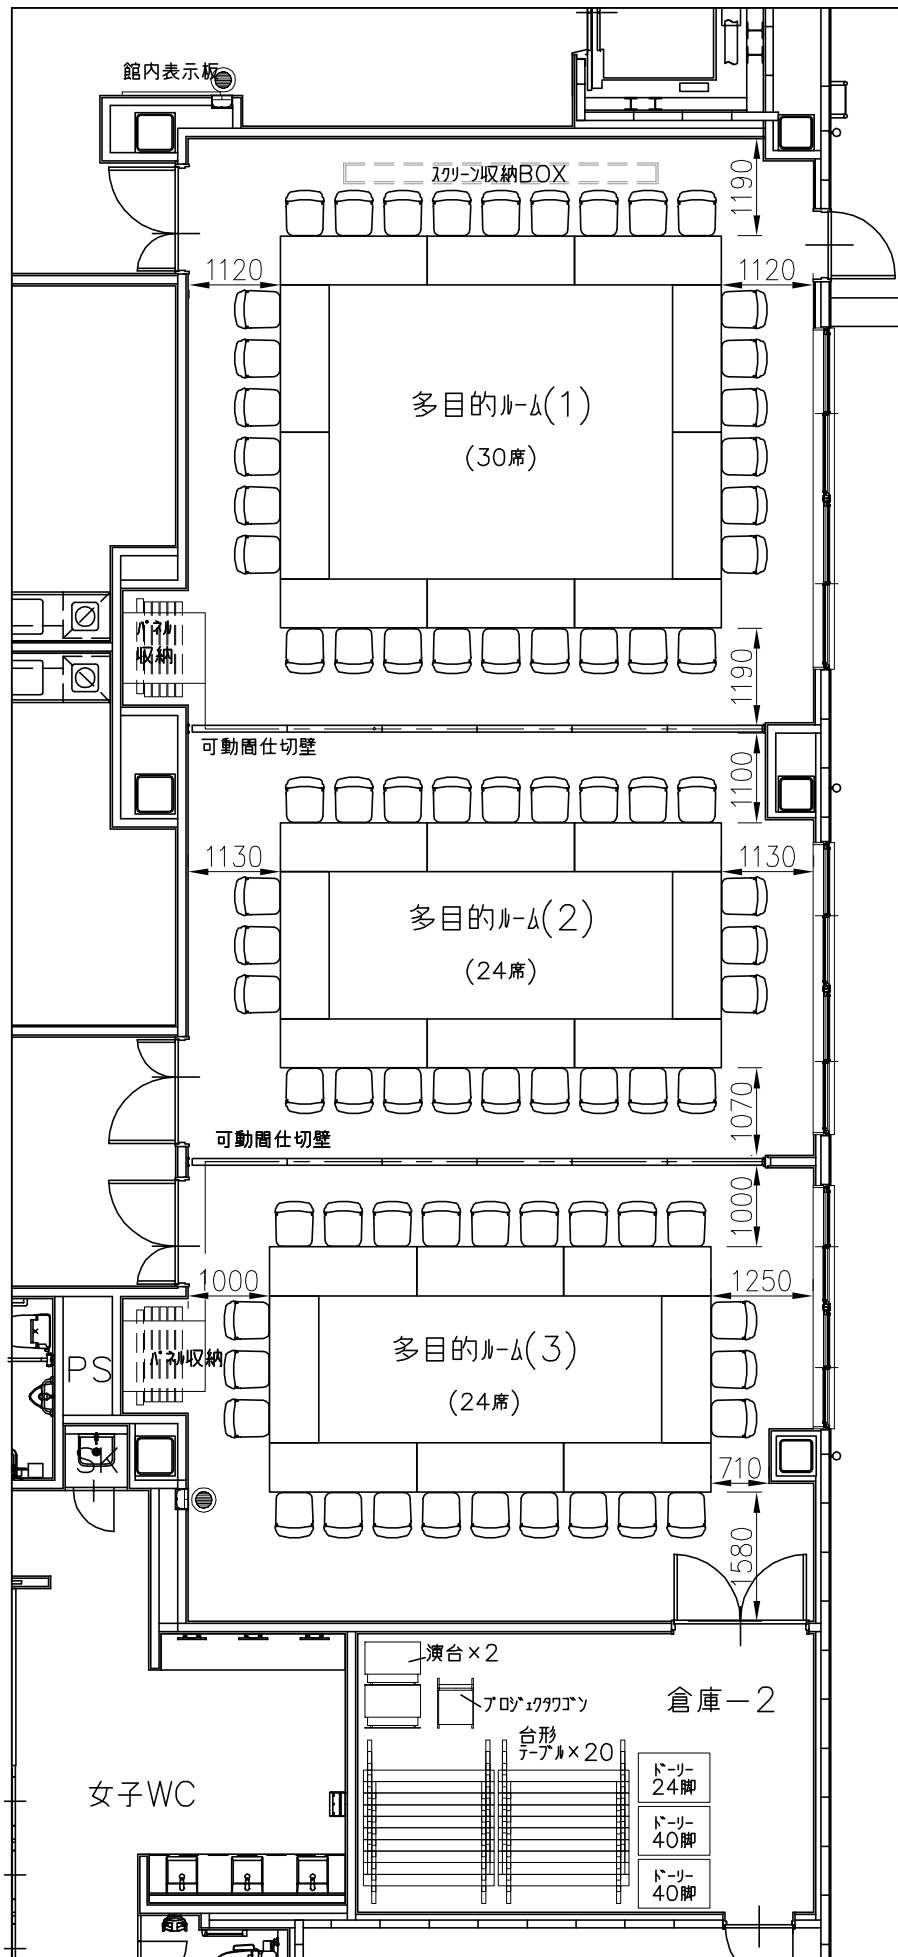 館内表示板
スクリーン収納BOX
1190
1120
1120
多目的ルーム(1)
(30席)
パネル
収納
1190
可動間仕切壁
1100
1130
1130
多目的ルーム(2)
(24席)
1070
可動間仕切壁
1000
1000
1250
多目的ルーム(3)
(24席)
パネル収納
PS
SK
710
1580
演台×2
プロジェクタワゴン
倉庫－2
台形
テーブル×20
ドーリー
24脚
ドーリー
40脚
ドーリー
40脚
女子WC